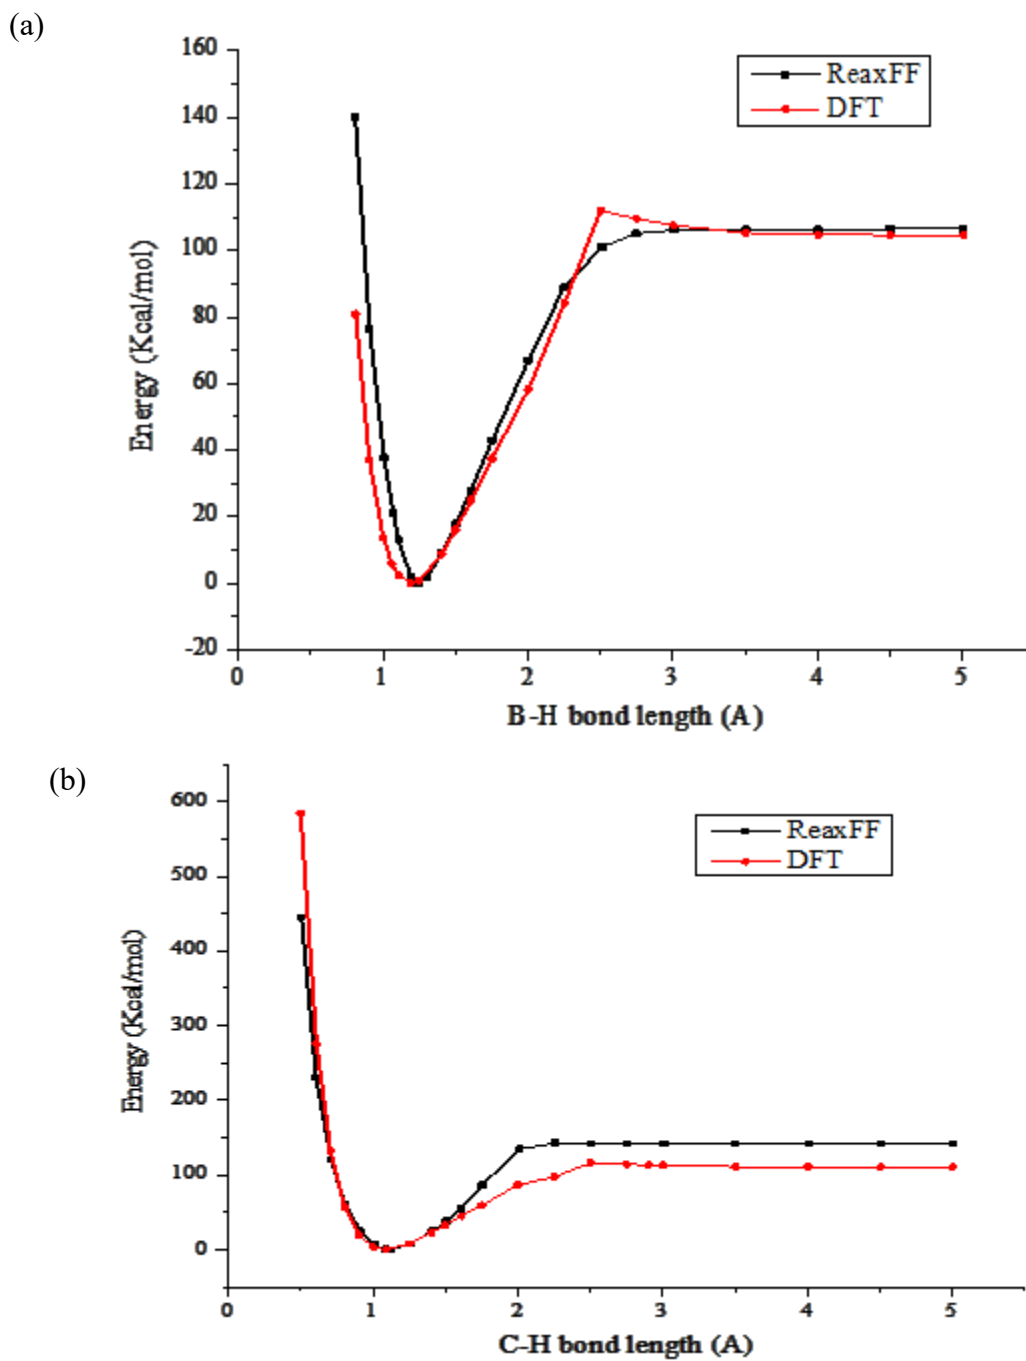 (a)
160
140
120
100
80
60
40
20
0
-20
Energy (Kcal/mol)
ReaxFF
DFT
0 1 2 3 4 5
B-H bond length (A)
(b)
600
500
400
300
200
100
0
Energy (Kcal/mol)
ReaxFF
DFT
0 1 2 3 4 5
C-H bond length (A)